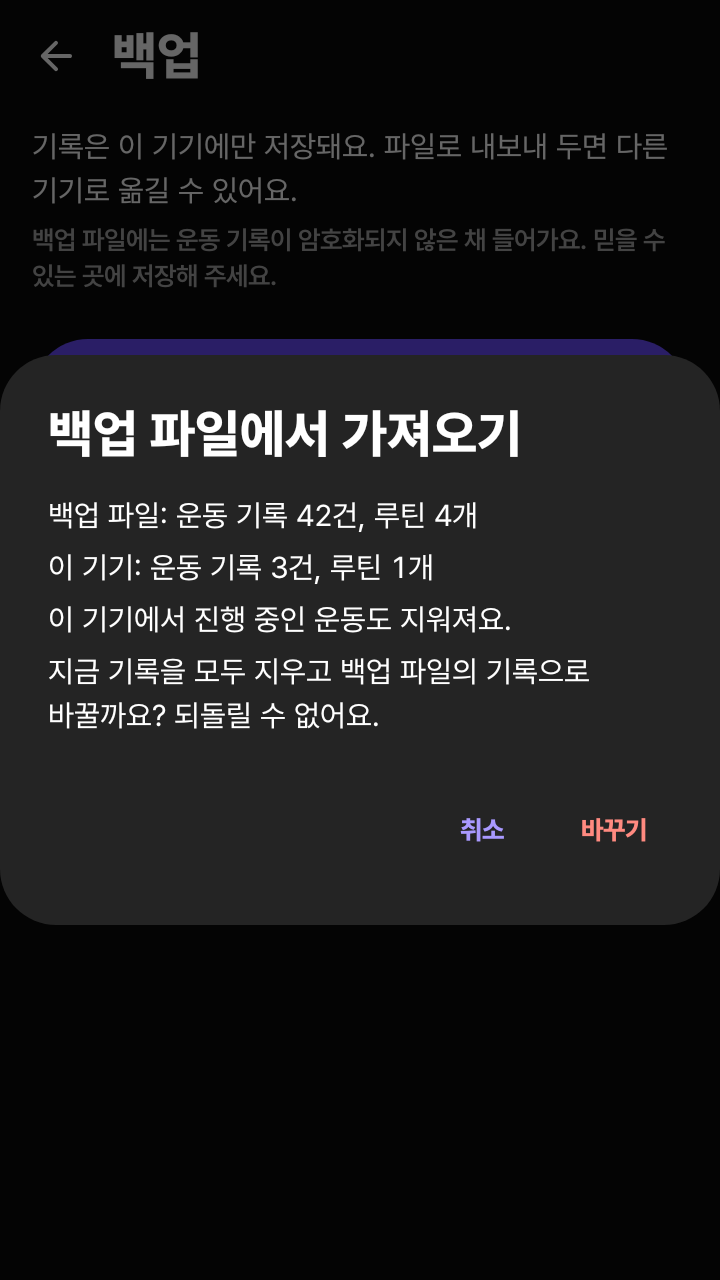 백업
기록은 이 기기에만 저장돼요. 파일로 내보내 두면 다른
기기로 옮길 수 있어요.
백업 파일에는 운동 기록이 암호화되지 않은 채 들어가요. 믿을 수
있는 곳에 저장해 주세요.
백업 파일에서 가져오기
백업 파일: 운동 기록 42건, 루틴 4개
이 기기: 운동 기록 3건, 루틴 1개
이 기기에서 진행 중인 운동도 지워져요.
지금 기록을 모두 지우고 백업 파일의 기록으로
바꿀까요? 되돌릴 수 없어요.
취소 바꾸기